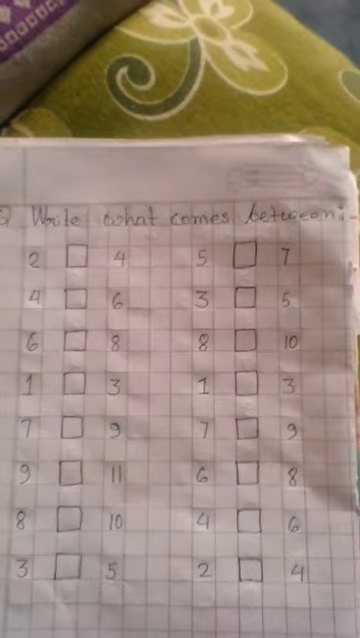 Q Write what comes between:-
2 □ 4 5 □ 7
4 □ 6 3 □ 5
6 □ 8 8 □ 10
1 □ 3 1 □ 3
7 □ 9 7 □ 9
9 □ 11 6 □ 8
8 □ 10 4 □ 6
3 □ 5 2 □ 4